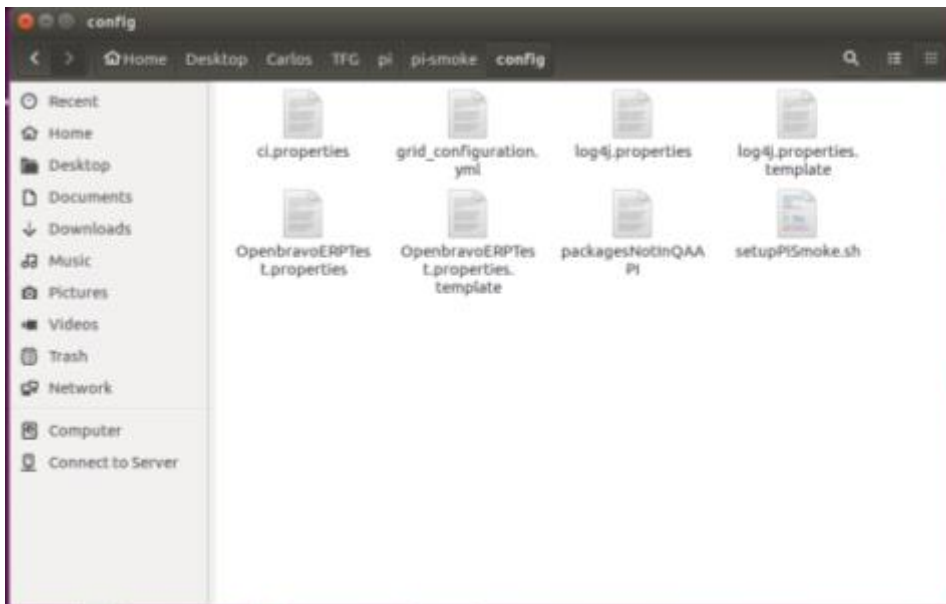 config
Home Desktop Carlos TFG pi pi-smoke config
Recent
Home
Desktop
Documents
Downloads
Music
Pictures
Videos
Trash
Network
Computer
Connect to Server
ci.properties
grid_configuration.
yml
log4j.properties
log4j.properties.
template
OpenbravoERPTes
t.properties
OpenbravoERPTes
t.properties.
template
packagesNotInQAA
PI
setupPISmoke.sh